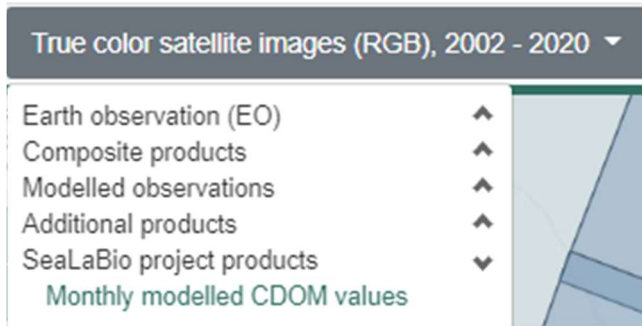 True color satellite images (RGB), 2002 - 2020
Earth observation (EO)
Composite products
Modelled observations
Additional products
SeaLaBio project products
Monthly modelled CDOM values